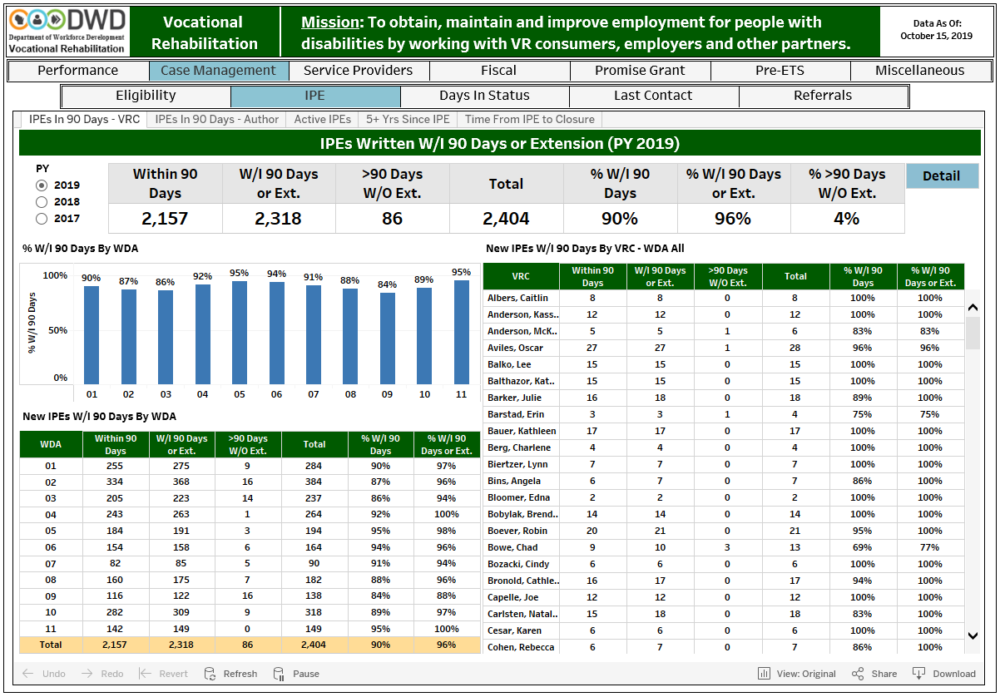 DWD
Department of Workforce Development
Vocational Rehabilitation
Vocational
Rehabilitation
Mission: To obtain, maintain and improve employment for people with
disabilities by working with VR consumers, employers and other partners.
Data As Of:
October 15, 2019
Performance Case Management Service Providers Fiscal Promise Grant Pre-ETS Miscellaneous
Eligibility IPE Days In Status Last Contact Referrals
IPEs In 90 Days - VRC IPEs In 90 Days - Author Active IPEs 5+ Yrs Since IPE Time From IPE to Closure
IPEs Written W/I 90 Days or Extension (PY 2019)
PY
2019
2018
2017
Within 90 Days W/I 90 Days or Ext. >90 Days W/O Ext. Total % W/I 90 Days % W/I 90 Days or Ext. % >90 Days W/O Ext.
2,157 2,318 86 2,404 90% 96% 4%
Detail
% W/I 90 Days By WDA
% W/I 90 Days
100%
50%
0%
90% 87% 86% 92% 95% 94% 91% 88% 84% 89% 95%
01 02 03 04 05 06 07 08 09 10 11
New IPEs W/I 90 Days By WDA
WDA Within 90 Days W/I 90 Days or Ext. >90 Days W/O Ext. Total % W/I 90 Days % W/I 90 Days or Ext.
01 255 275 9 284 90% 97%
02 334 368 16 384 87% 96%
03 205 223 14 237 86% 94%
04 243 263 1 264 92% 100%
05 184 191 3 194 95% 98%
06 154 158 6 164 94% 96%
07 82 85 5 90 91% 94%
08 160 175 7 182 88% 96%
09 116 122 16 138 84% 88%
10 282 309 9 318 89% 97%
11 142 149 0 149 95% 100%
Total 2,157 2,318 86 2,404 90% 96%
New IPEs W/I 90 Days By VRC - WDA All
VRC Within 90 Days W/I 90 Days or Ext. >90 Days W/O Ext. Total % W/I 90 Days % W/I 90 Days or Ext.
Albers, Caitlin 8 8 0 8 100% 100%
Anderson, Kass.. 12 12 0 12 100% 100%
Anderson, McK.. 5 5 1 6 83% 83%
Aviles, Oscar 27 27 1 28 96% 96%
Balko, Lee 15 15 0 15 100% 100%
Balthazor, Kat.. 15 15 0 15 100% 100%
Barker, Julie 16 18 0 18 89% 100%
Barstad, Erin 3 3 1 4 75% 75%
Bauer, Kathleen 17 17 0 17 100% 100%
Berg, Charlene 4 4 0 4 100% 100%
Biertzer, Lynn 7 7 0 7 100% 100%
Bins, Angela 6 7 0 7 86% 100%
Bloomer, Edna 2 2 0 2 100% 100%
Bobylak, Brend.. 14 14 0 14 100% 100%
Boever, Robin 20 21 0 21 95% 100%
Bowe, Chad 9 10 3 13 69% 77%
Bozacki, Cindy 6 6 0 6 100% 100%
Bronold, Cathle.. 16 17 0 17 94% 100%
Capelle, Joe 12 12 0 12 100% 100%
Carlsten, Natal.. 15 18 0 18 83% 100%
Cesar, Karen 6 6 0 6 100% 100%
Cohen, Rebecca 6 7 0 7 86% 100%
Undo Redo Revert Refresh Pause View: Original Share Download